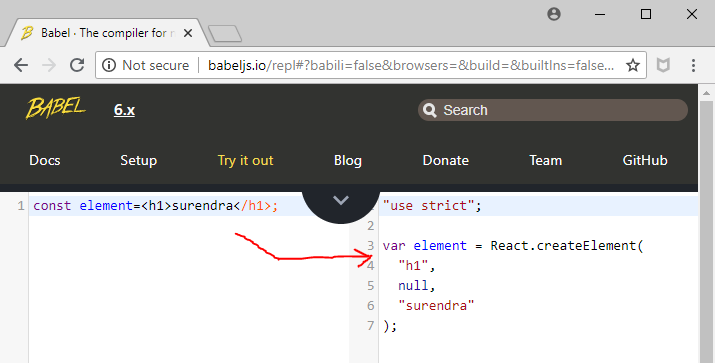 Babel · The compiler for n
Not secure babeljs.io/repl#?babili=false&browsers=&build=&builtIns=false...
BABEL 6.x Search
Docs Setup Try it out Blog Donate Team GitHub
1 const element=<h1>surendra</h1>;
"use strict";
2
3 var element = React.createElement(
4 "h1",
5 null,
6 "surendra"
7 );